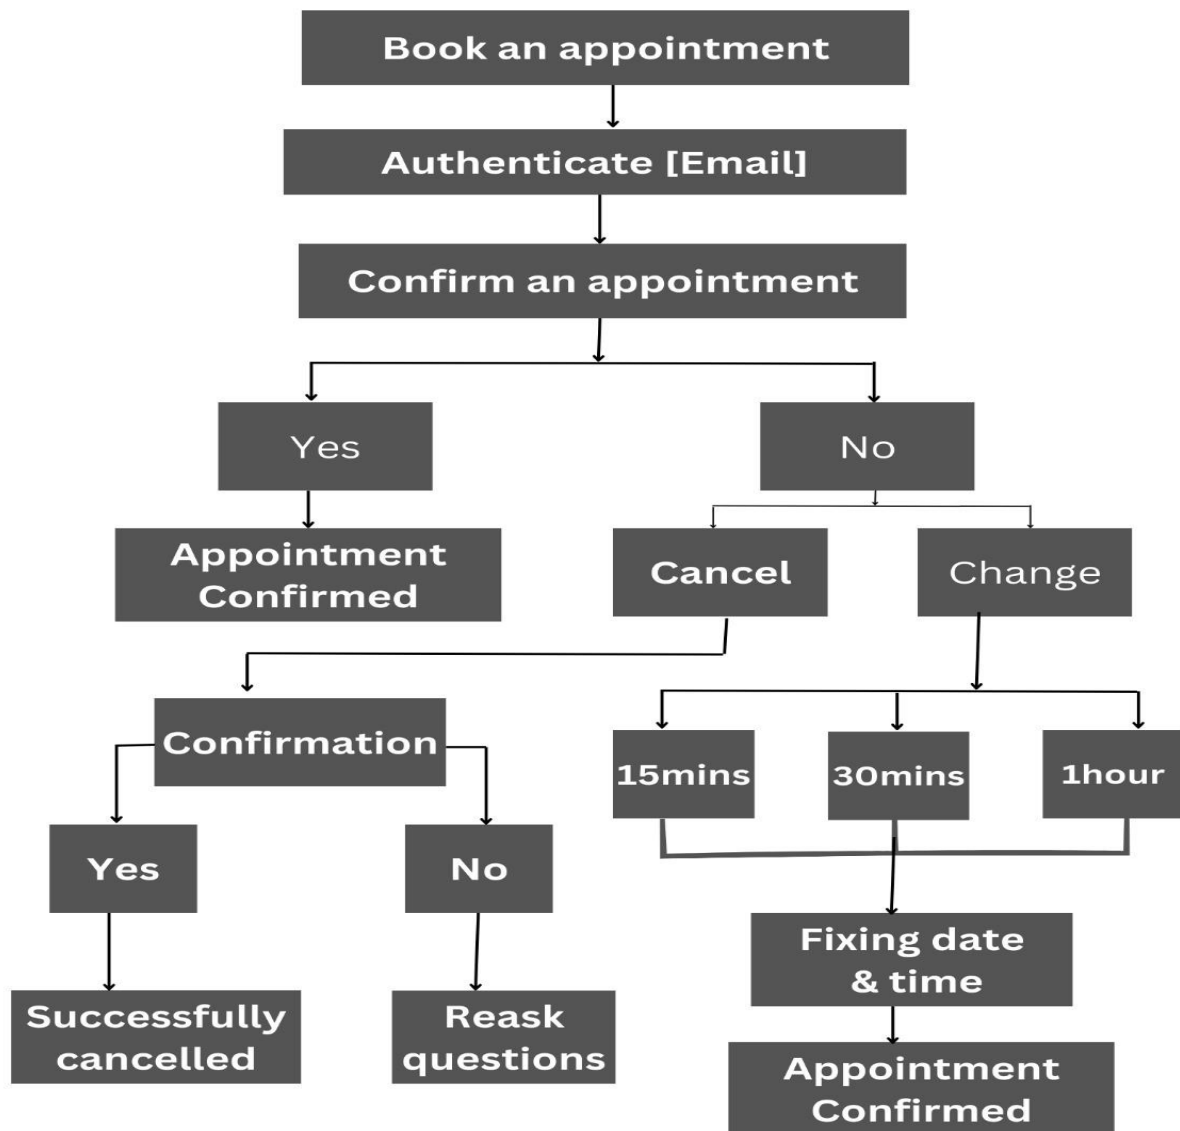 Book an appointment
Authenticate [Email]
Confirm an appointment
Yes
No
Appointment
Confirmed
Cancel
Change
Confirmation
15mins
30mins
1hour
Yes
No
Fixing date
& time
Successfully
cancelled
Reask
questions
Appointment
Confirmed